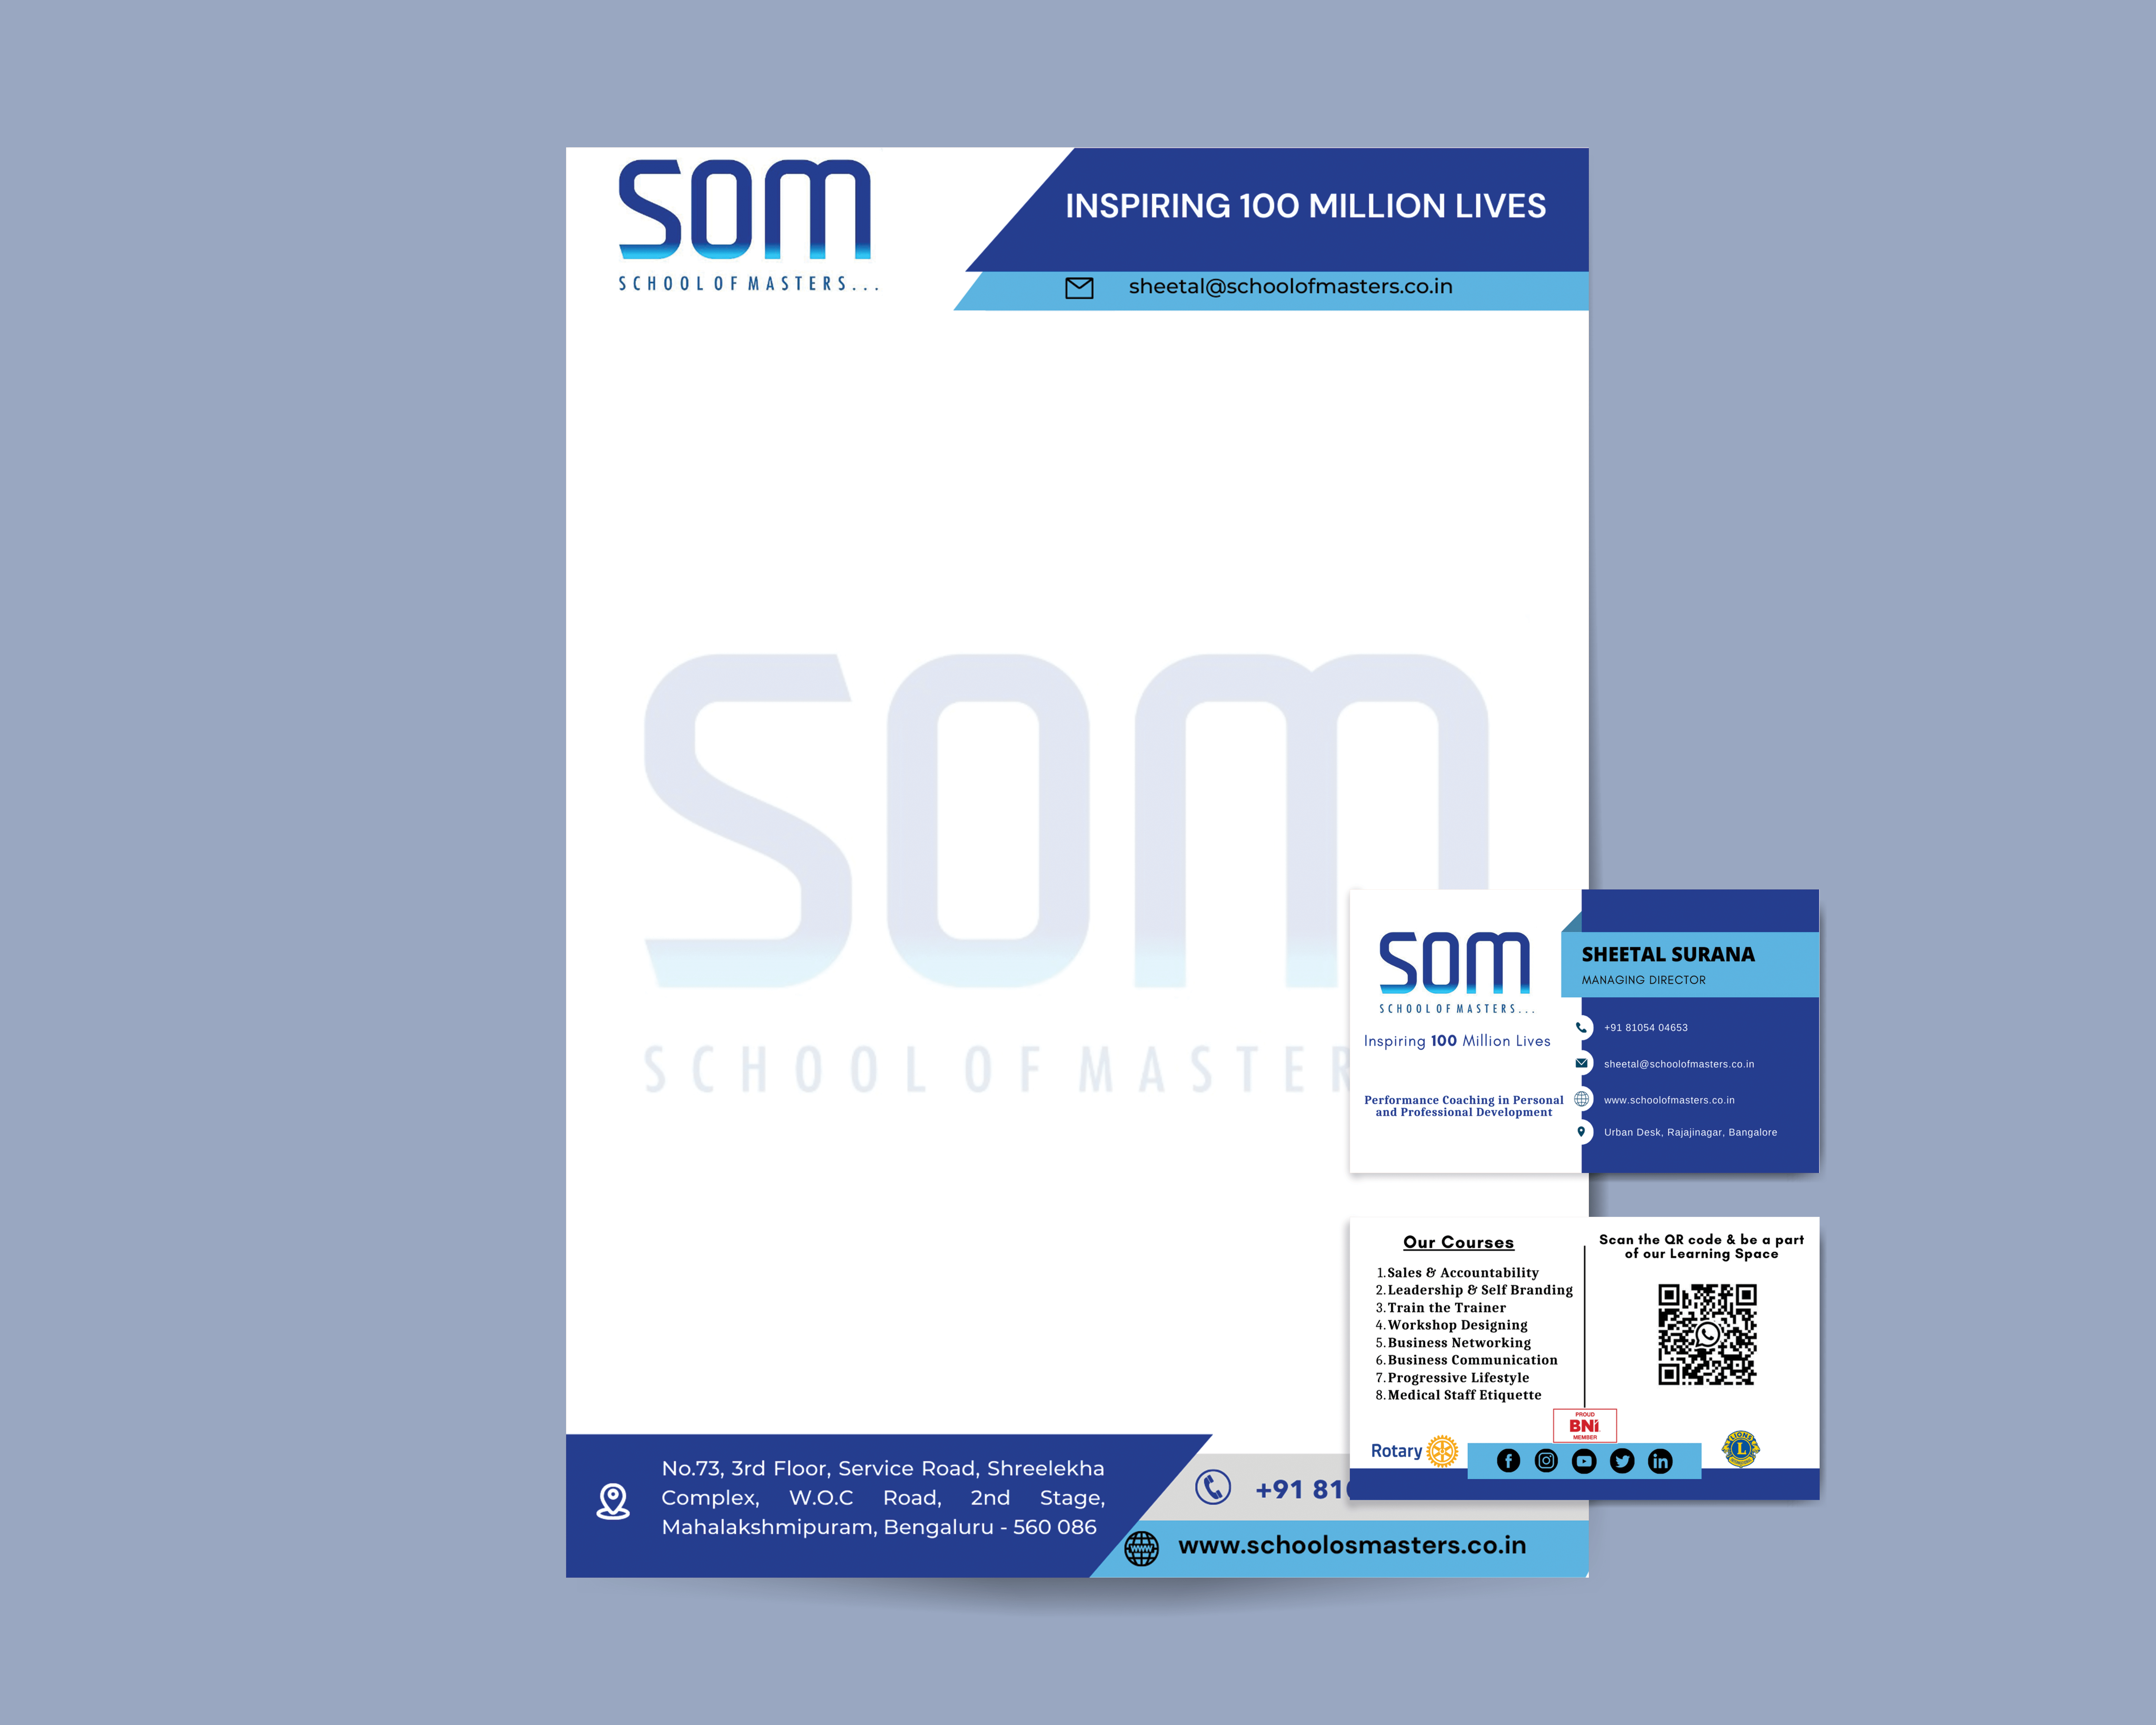 SOM
SCHOOL OF MASTERS...
INSPIRING 100 MILLION LIVES
sheetal@schoolofmasters.co.in
SOM
SCHOOL OF MASTER
No.73, 3rd Floor, Service Road, Shreelekha
Complex, W.O.C Road, 2nd Stage,
Mahalakshmipuram, Bengaluru - 560 086
+91 81
www.schoolosmasters.co.in
SOM
SCHOOL OF MASTERS...
Inspiring 100 Million Lives
Performance Coaching in Personal
and Professional Development
SHEETAL SURANA
MANAGING DIRECTOR
+91 81054 04653
sheetal@schoolofmasters.co.in
www.schoolofmasters.co.in
Urban Desk, Rajajinagar, Bangalore
Our Courses
1. Sales & Accountability
2. Leadership & Self Branding
3. Train the Trainer
4. Workshop Designing
5. Business Networking
6. Business Communication
7. Progressive Lifestyle
8. Medical Staff Etiquette
Scan the QR code & be a part
of our Learning Space
PROUD
BNI
MEMBER
Rotary
LIONS
L